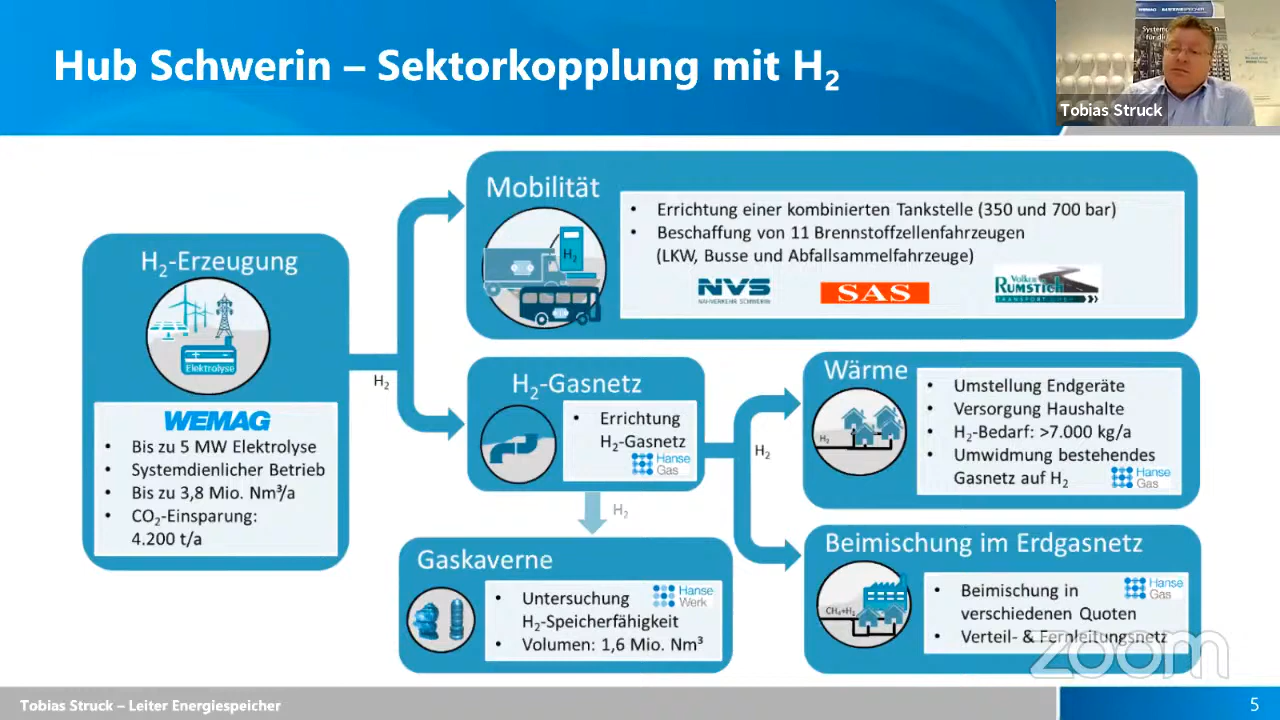 Hub Schwerin – Sektorkopplung mit H₂
WEMAG
Tobias Struck
H₂-Erzeugung
Elektrolyse
WEMAG
• Bis zu 5 MW Elektrolyse
• Systemdienlicher Betrieb
• Bis zu 3,8 Mio. Nm³/a
• CO₂-Einsparung:
4.200 t/a
H₂
Mobilität
H₂
• Errichtung einer kombinierten Tankstelle (350 und 700 bar)
• Beschaffung von 11 Brennstoffzellenfahrzeugen
(LKW, Busse und Abfallsammelfahrzeuge)
NVS
NAHVERKEHR SCHWERIN
SAS
Volker
Rumstich
TRANSPORT
H₂-Gasnetz
• Errichtung
H₂-Gasnetz
Hanse
Gas
H₂
H₂
Gaskaverne
• Untersuchung
H₂-Speicherfähigkeit
• Volumen: 1,6 Mio. Nm³
Hanse
Werk
Wärme
H₂
• Umstellung Endgeräte
• Versorgung Haushalte
• H₂-Bedarf: >7.000 kg/a
• Umwidmung bestehendes
Gasnetz auf H₂
Hanse
Gas
Beimischung im Erdgasnetz
CH₄+H₂
• Beimischung in
verschiedenen Quoten
• Verteil- & Fernleitungsnetz
Hanse
Gas
zoom
Tobias Struck – Leiter Energiespeicher
5